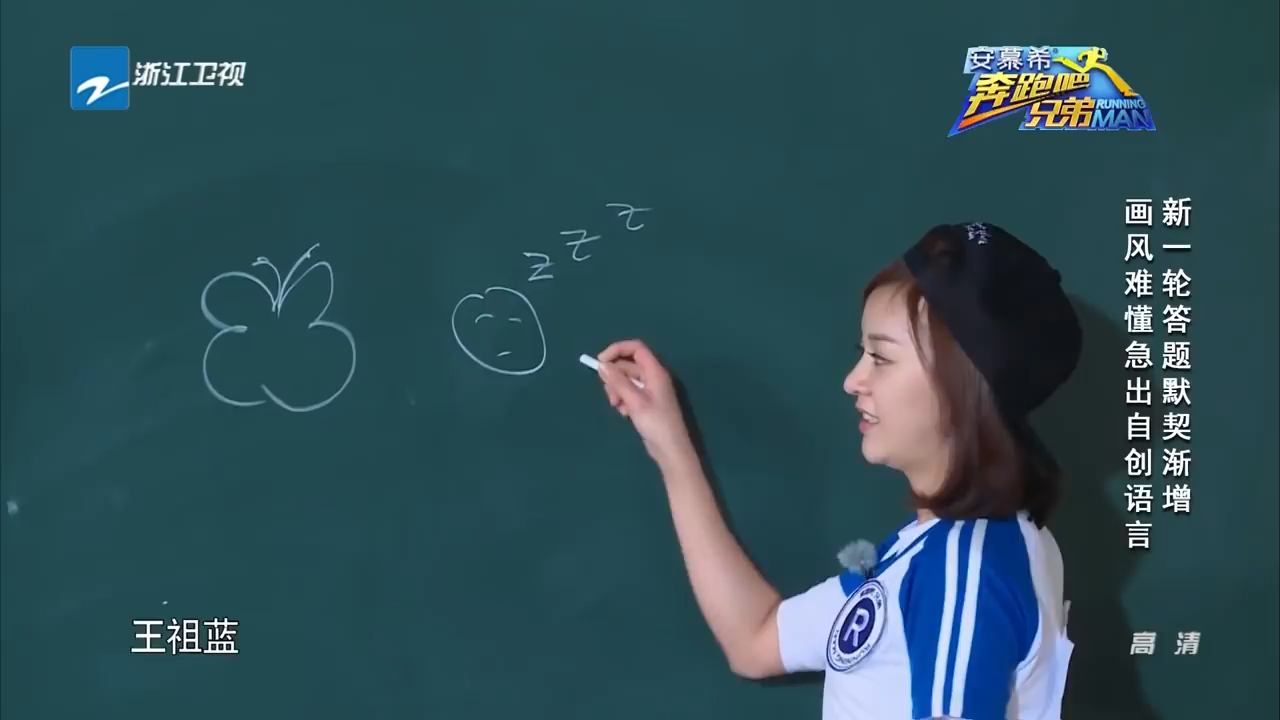 浙江卫视
安慕希
奔跑吧
兄弟
RUNNING
MAN
新一轮答题默契渐增
画风难懂急出自创语言
z z z
R
王祖蓝
高清